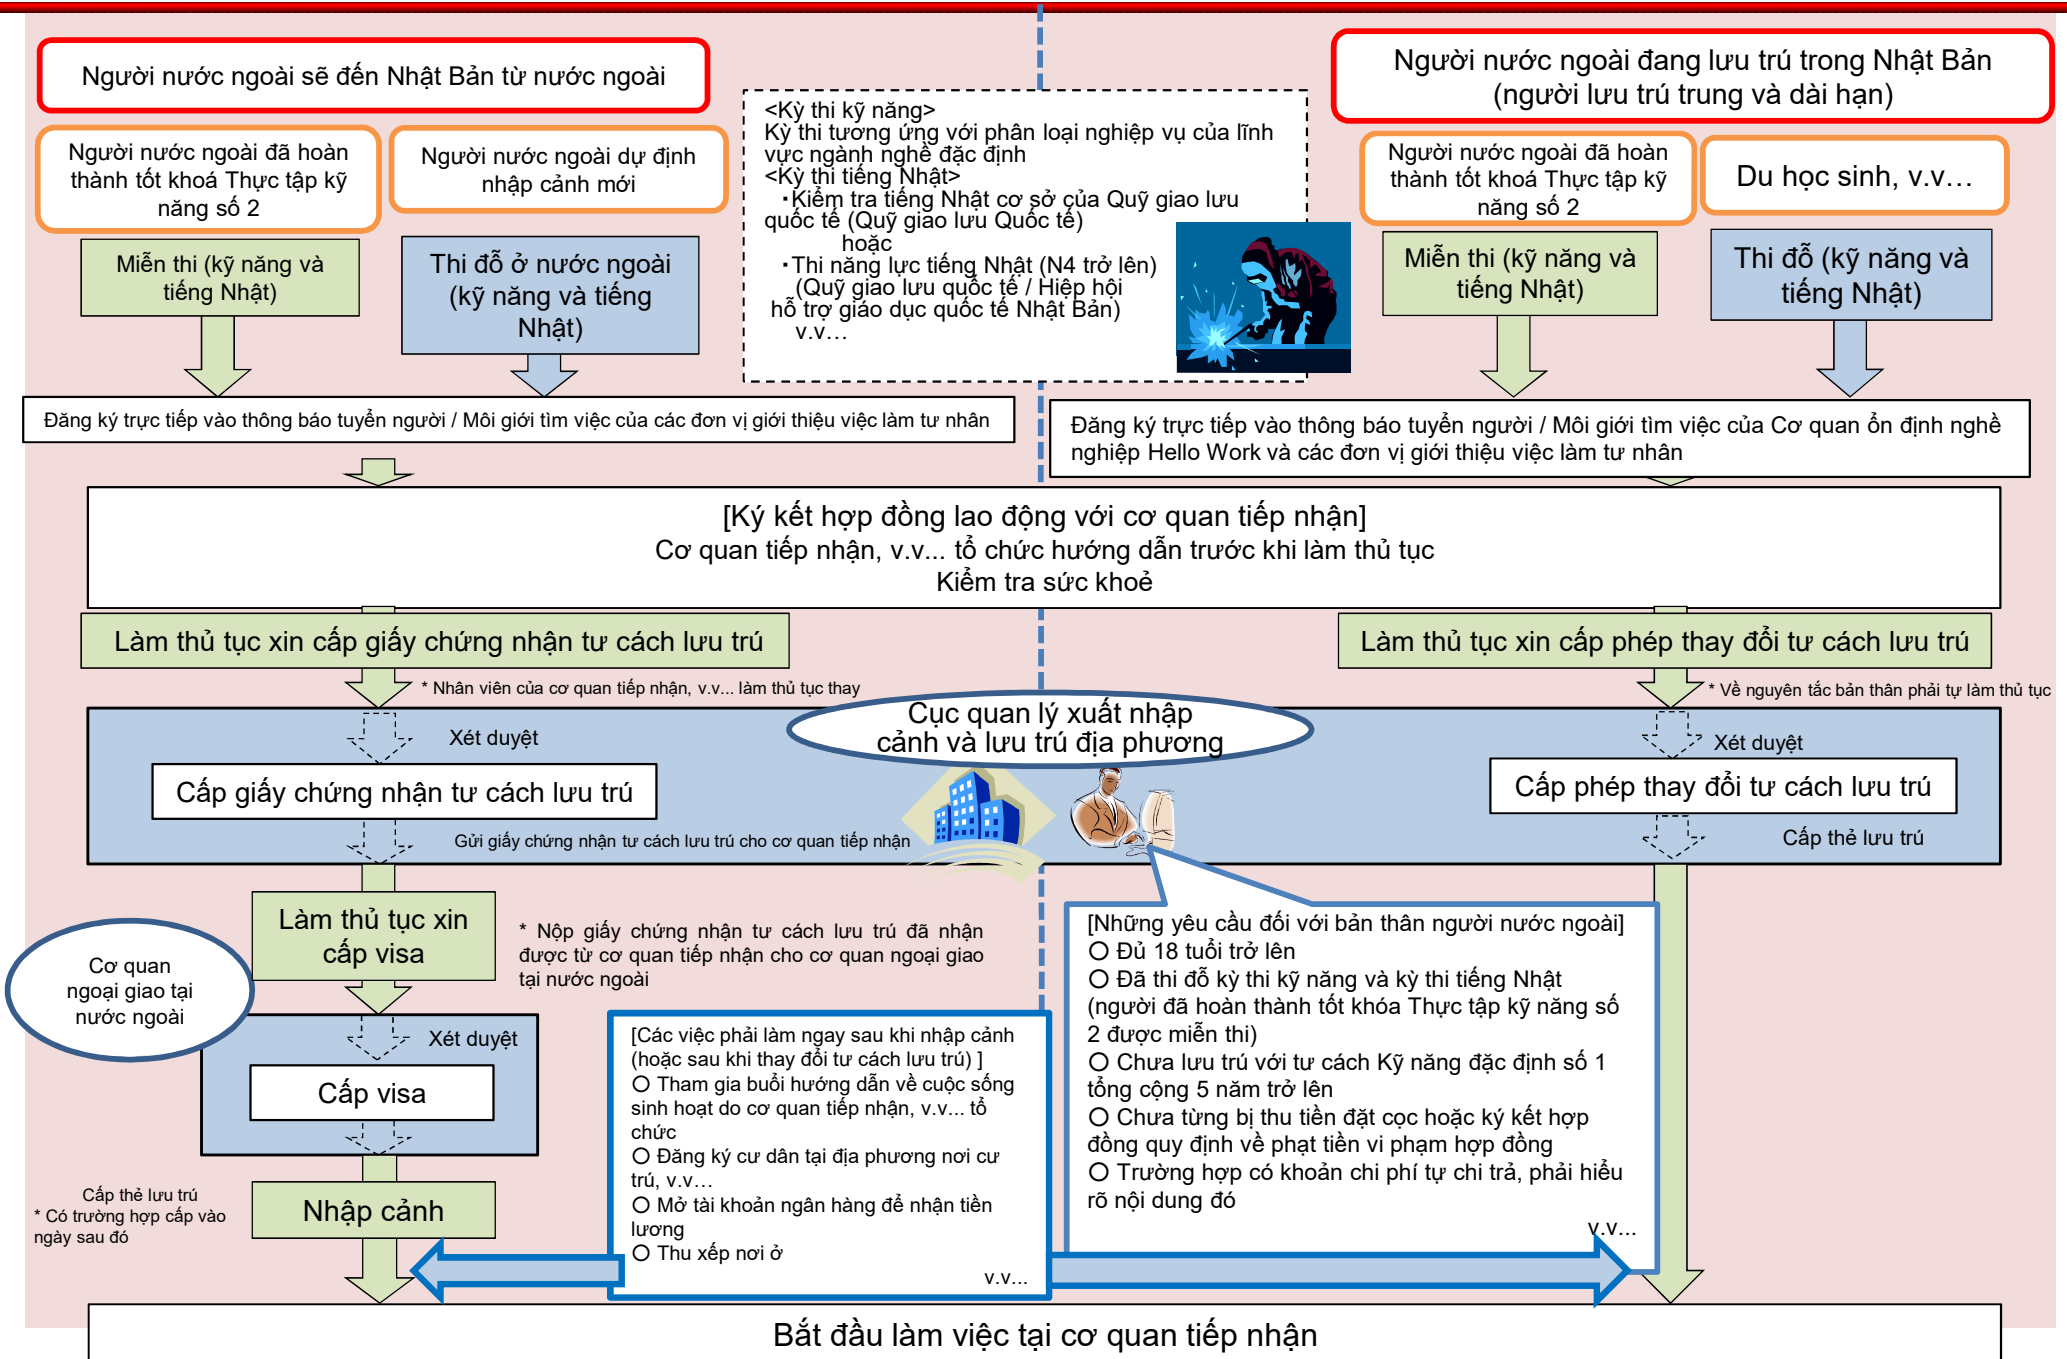 Người nước ngoài sẽ đến Nhật Bản từ nước ngoài
Người nước ngoài đã hoàn
thành tốt khoá Thực tập kỹ
năng số 2
Người nước ngoài dự định
nhập cảnh mới
Miễn thi (kỹ năng và
tiếng Nhật)
Thi đỗ ở nước ngoài
(kỹ năng và tiếng
Nhật)
<Kỳ thi kỹ năng>
Kỳ thi tương ứng với phân loại nghiệp vụ của lĩnh
vực ngành nghề đặc định
<Kỳ thi tiếng Nhật>
・Kiểm tra tiếng Nhật cơ sở của Quỹ giao lưu
quốc tế (Quỹ giao lưu Quốc tế)
hoặc
・Thi năng lực tiếng Nhật (N4 trở lên)
(Quỹ giao lưu quốc tế / Hiệp hội
hỗ trợ giáo dục quốc tế Nhật Bản)
v.v…
Người nước ngoài đang lưu trú trong Nhật Bản
(người lưu trú trung và dài hạn)
Người nước ngoài đã hoàn
thành tốt khoá Thực tập kỹ
năng số 2
Du học sinh, v.v…
Miễn thi (kỹ năng và
tiếng Nhật)
Thi đỗ (kỹ năng và
tiếng Nhật)
Đăng ký trực tiếp vào thông báo tuyển người / Môi giới tìm việc của các đơn vị giới thiệu việc làm tư nhân
Đăng ký trực tiếp vào thông báo tuyển người / Môi giới tìm việc của Cơ quan ổn định nghề
nghiệp Hello Work và các đơn vị giới thiệu việc làm tư nhân
[Ký kết hợp đồng lao động với cơ quan tiếp nhận]
Cơ quan tiếp nhận, v.v... tổ chức hướng dẫn trước khi làm thủ tục
Kiểm tra sức khoẻ
Làm thủ tục xin cấp giấy chứng nhận tư cách lưu trú
* Nhân viên của cơ quan tiếp nhận, v.v... làm thủ tục thay
Làm thủ tục xin cấp phép thay đổi tư cách lưu trú
* Về nguyên tắc bản thân phải tự làm thủ tục
Cục quan lý xuất nhập
cảnh và lưu trú địa phương
Xét duyệt
Cấp giấy chứng nhận tư cách lưu trú
Gửi giấy chứng nhận tư cách lưu trú cho cơ quan tiếp nhận
Xét duyệt
Cấp phép thay đổi tư cách lưu trú
Cấp thẻ lưu trú
Làm thủ tục xin
cấp visa
* Nộp giấy chứng nhận tư cách lưu trú đã nhận
được từ cơ quan tiếp nhận cho cơ quan ngoại giao
tại nước ngoài
Cơ quan
ngoại giao tại
nước ngoài
Xét duyệt
Cấp visa
Cấp thẻ lưu trú
* Có trường hợp cấp vào
ngày sau đó
Nhập cảnh
[Các việc phải làm ngay sau khi nhập cảnh
(hoặc sau khi thay đổi tư cách lưu trú) ]
○ Tham gia buổi hướng dẫn về cuộc sống
sinh hoạt do cơ quan tiếp nhận, v.v... tổ
chức
○ Đăng ký cư dân tại địa phương nơi cư
trú, v.v…
○ Mở tài khoản ngân hàng để nhận tiền
lương
○ Thu xếp nơi ở
v.v...
[Những yêu cầu đối với bản thân người nước ngoài]
○ Đủ 18 tuổi trở lên
○ Đã thi đỗ kỳ thi kỹ năng và kỳ thi tiếng Nhật
(người đã hoàn thành tốt khóa Thực tập kỹ năng số
2 được miễn thi)
○ Chưa lưu trú với tư cách Kỹ năng đặc định số 1
tổng cộng 5 năm trở lên
○ Chưa từng bị thu tiền đặt cọc hoặc ký kết hợp
đồng quy định về phạt tiền vi phạm hợp đồng
○ Trường hợp có khoản chi phí tự chi trả, phải hiểu
rõ nội dung đó
v.v...
Bắt đầu làm việc tại cơ quan tiếp nhận